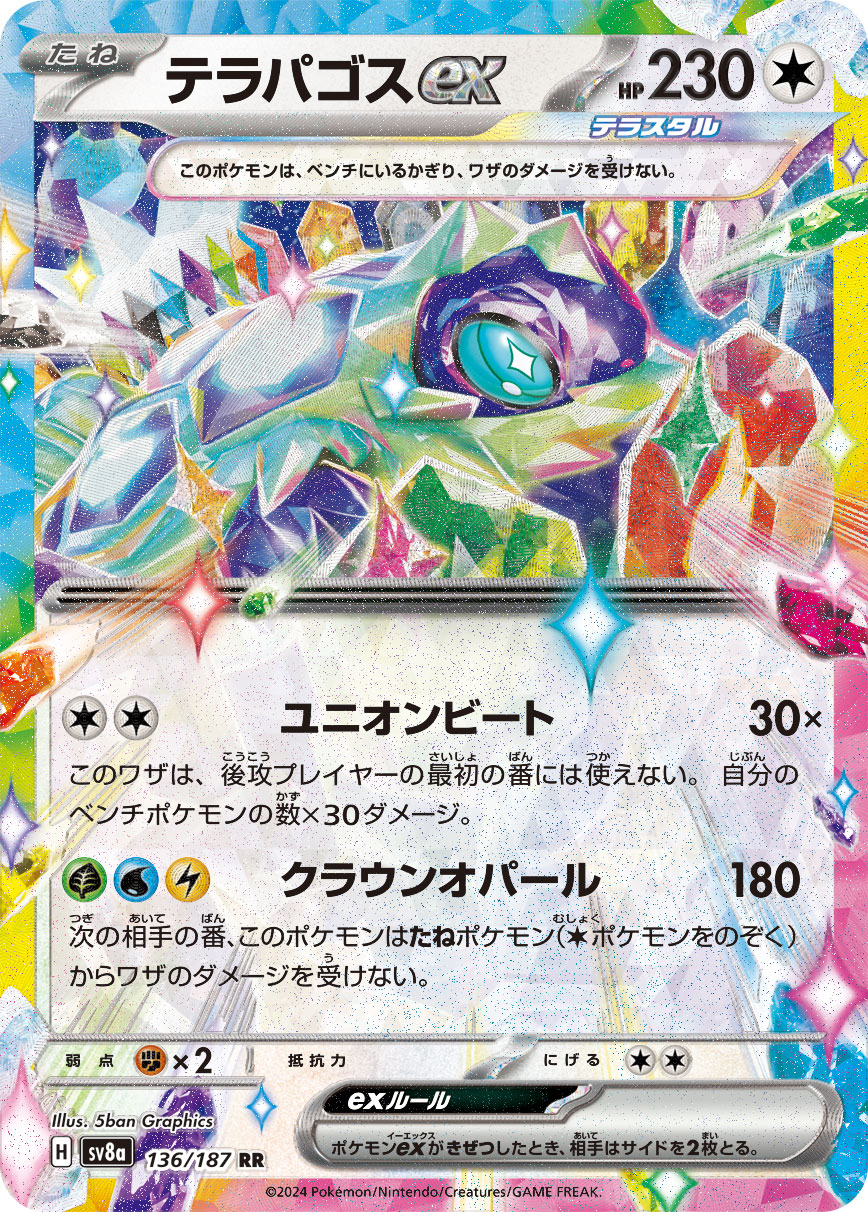 たね
テラパゴスex
HP 230
テラスタル
このポケモンは、ベンチにいるかぎり、ワザのダメージを受けない。
ユニオンビート 30×
このワザは、後攻プレイヤーの最初の番には使えない。自分の
ベンチポケモンの数×30ダメージ。
クラウンオパール 180
次の相手の番、このポケモンはたねポケモン(ポケモンをのぞく)
からワザのダメージを受けない。
弱点 ×2 抵抗力 にげる
exルール
ポケモンexがきぜつしたとき、相手はサイドを2枚とる。
Illus. 5ban Graphics
H sv8a 136/187 RR
©2024 Pokémon/Nintendo/Creatures/GAME FREAK.